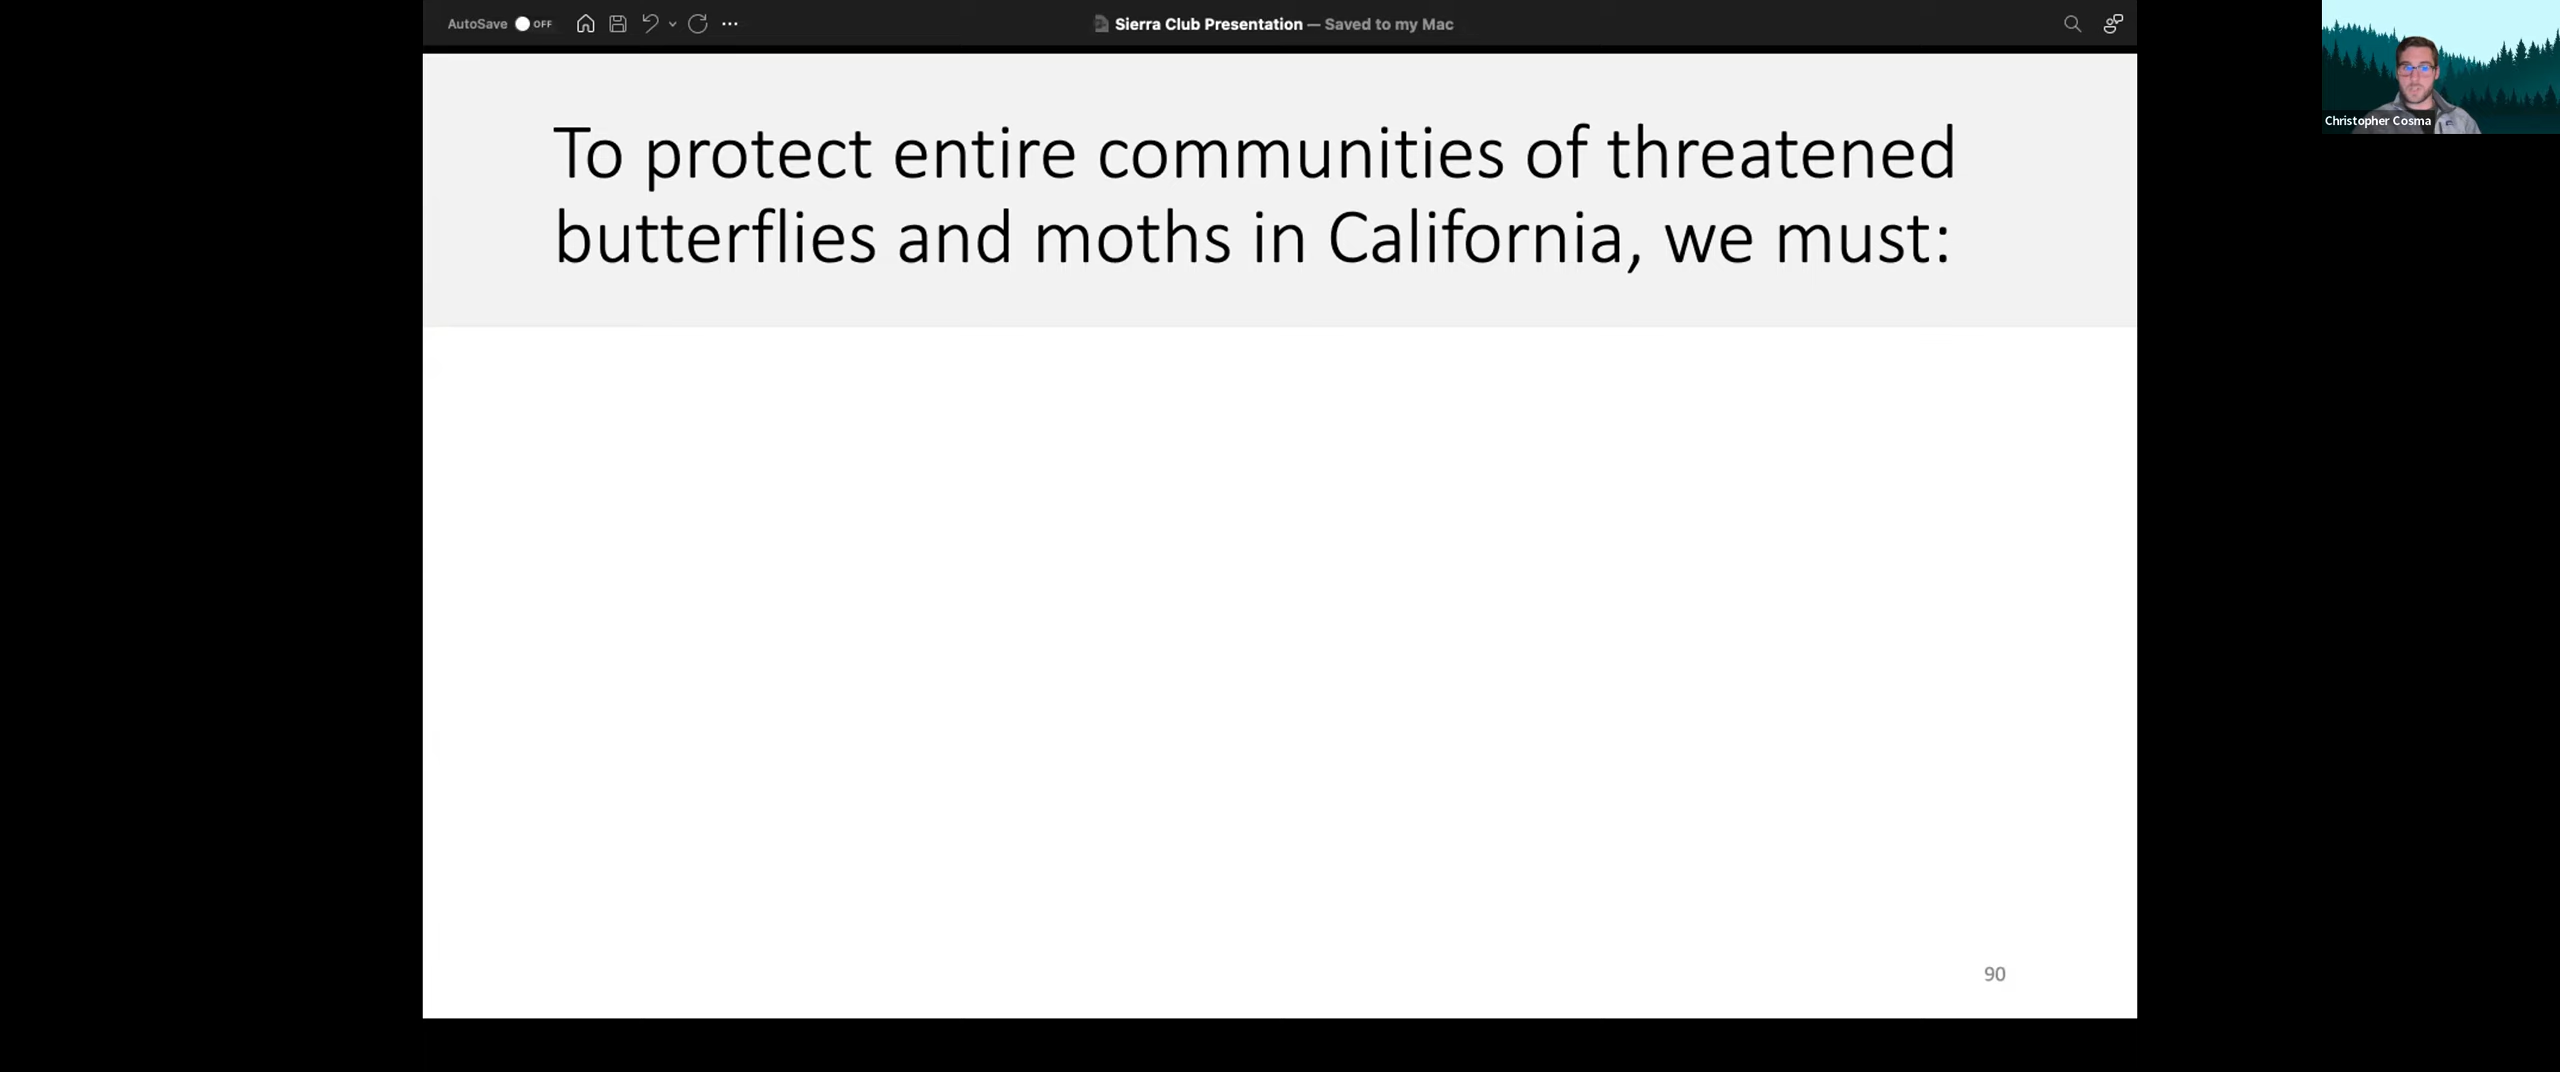 AutoSave OFF
Sierra Club Presentation — Saved to my Mac
Christopher Cosma
To protect entire communities of threatened
butterflies and moths in California, we must:
90